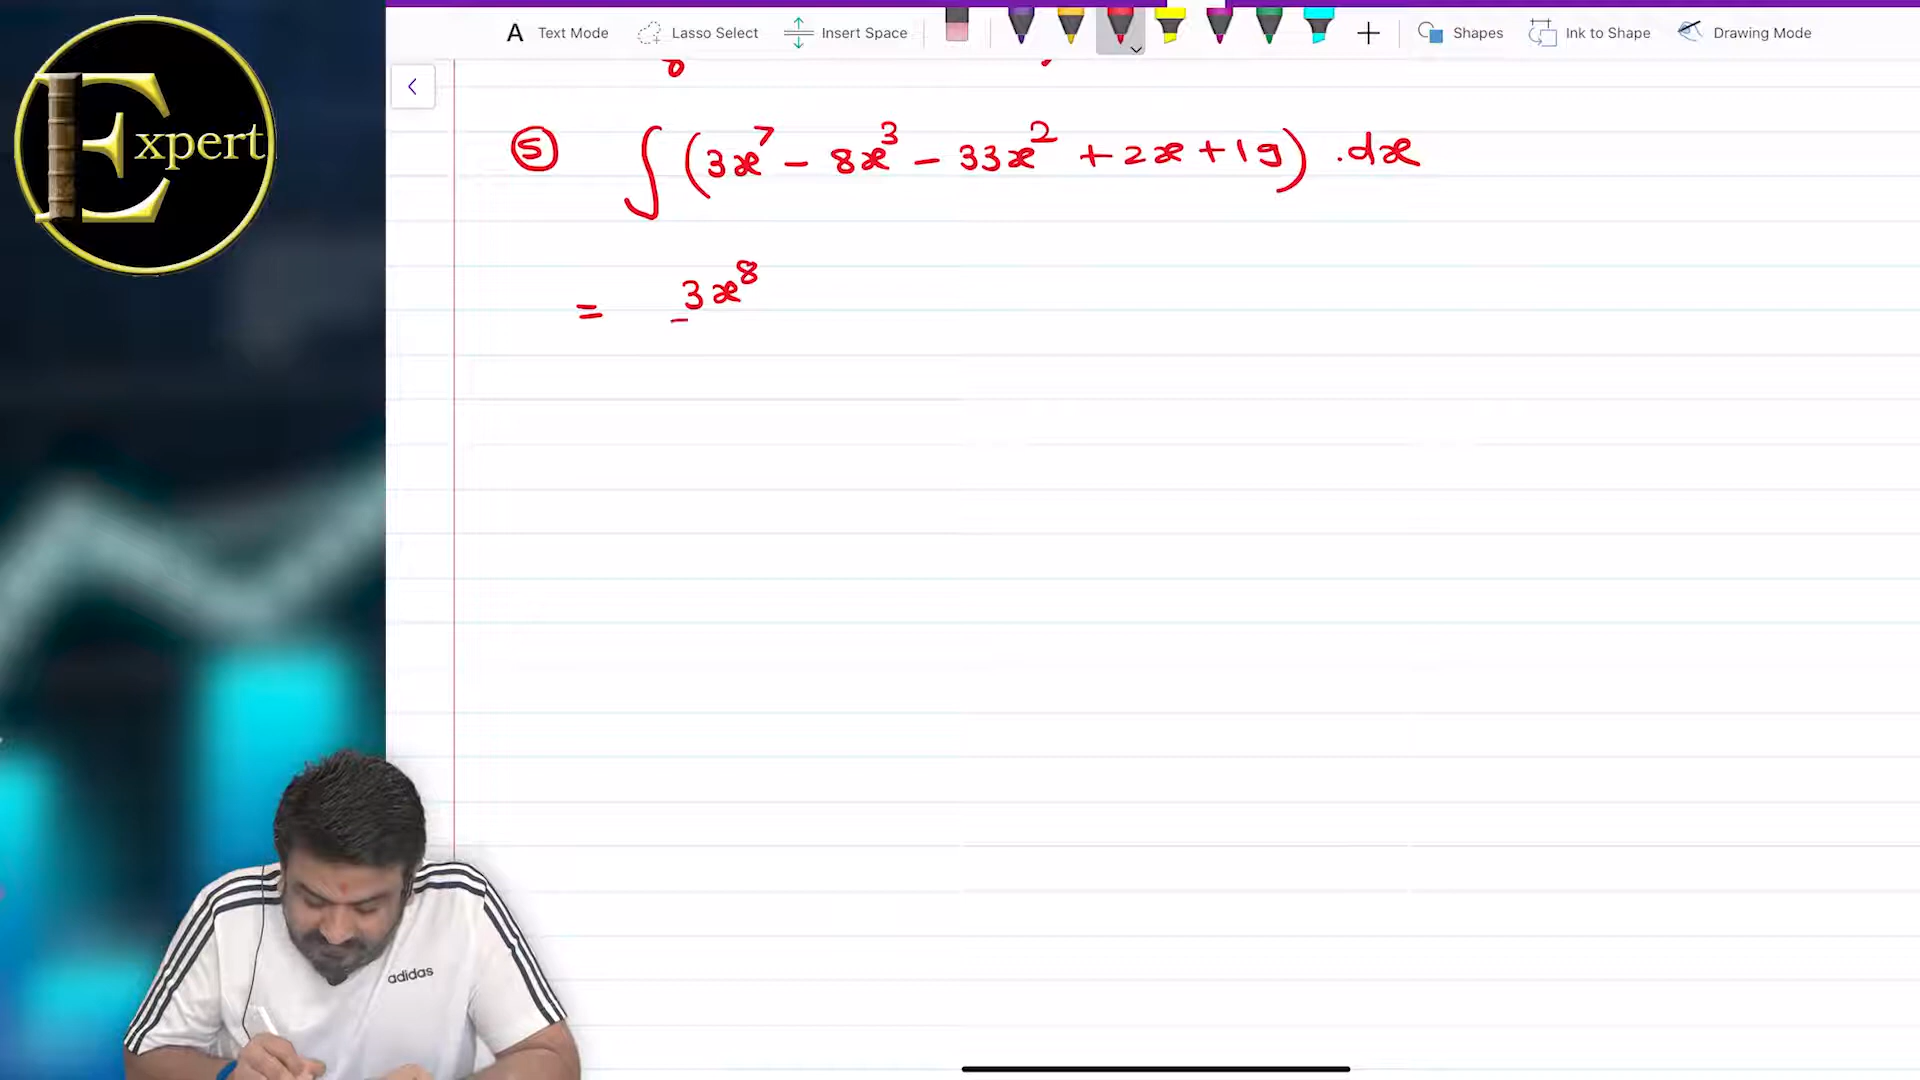 Expert
A Text Mode Lasso Select Insert Space Shapes Ink to Shape Drawing Mode
⑤ ∫ (3x⁷ - 8x³ - 33x² + 2x + 19) .dx
= 3x⁸
adidas